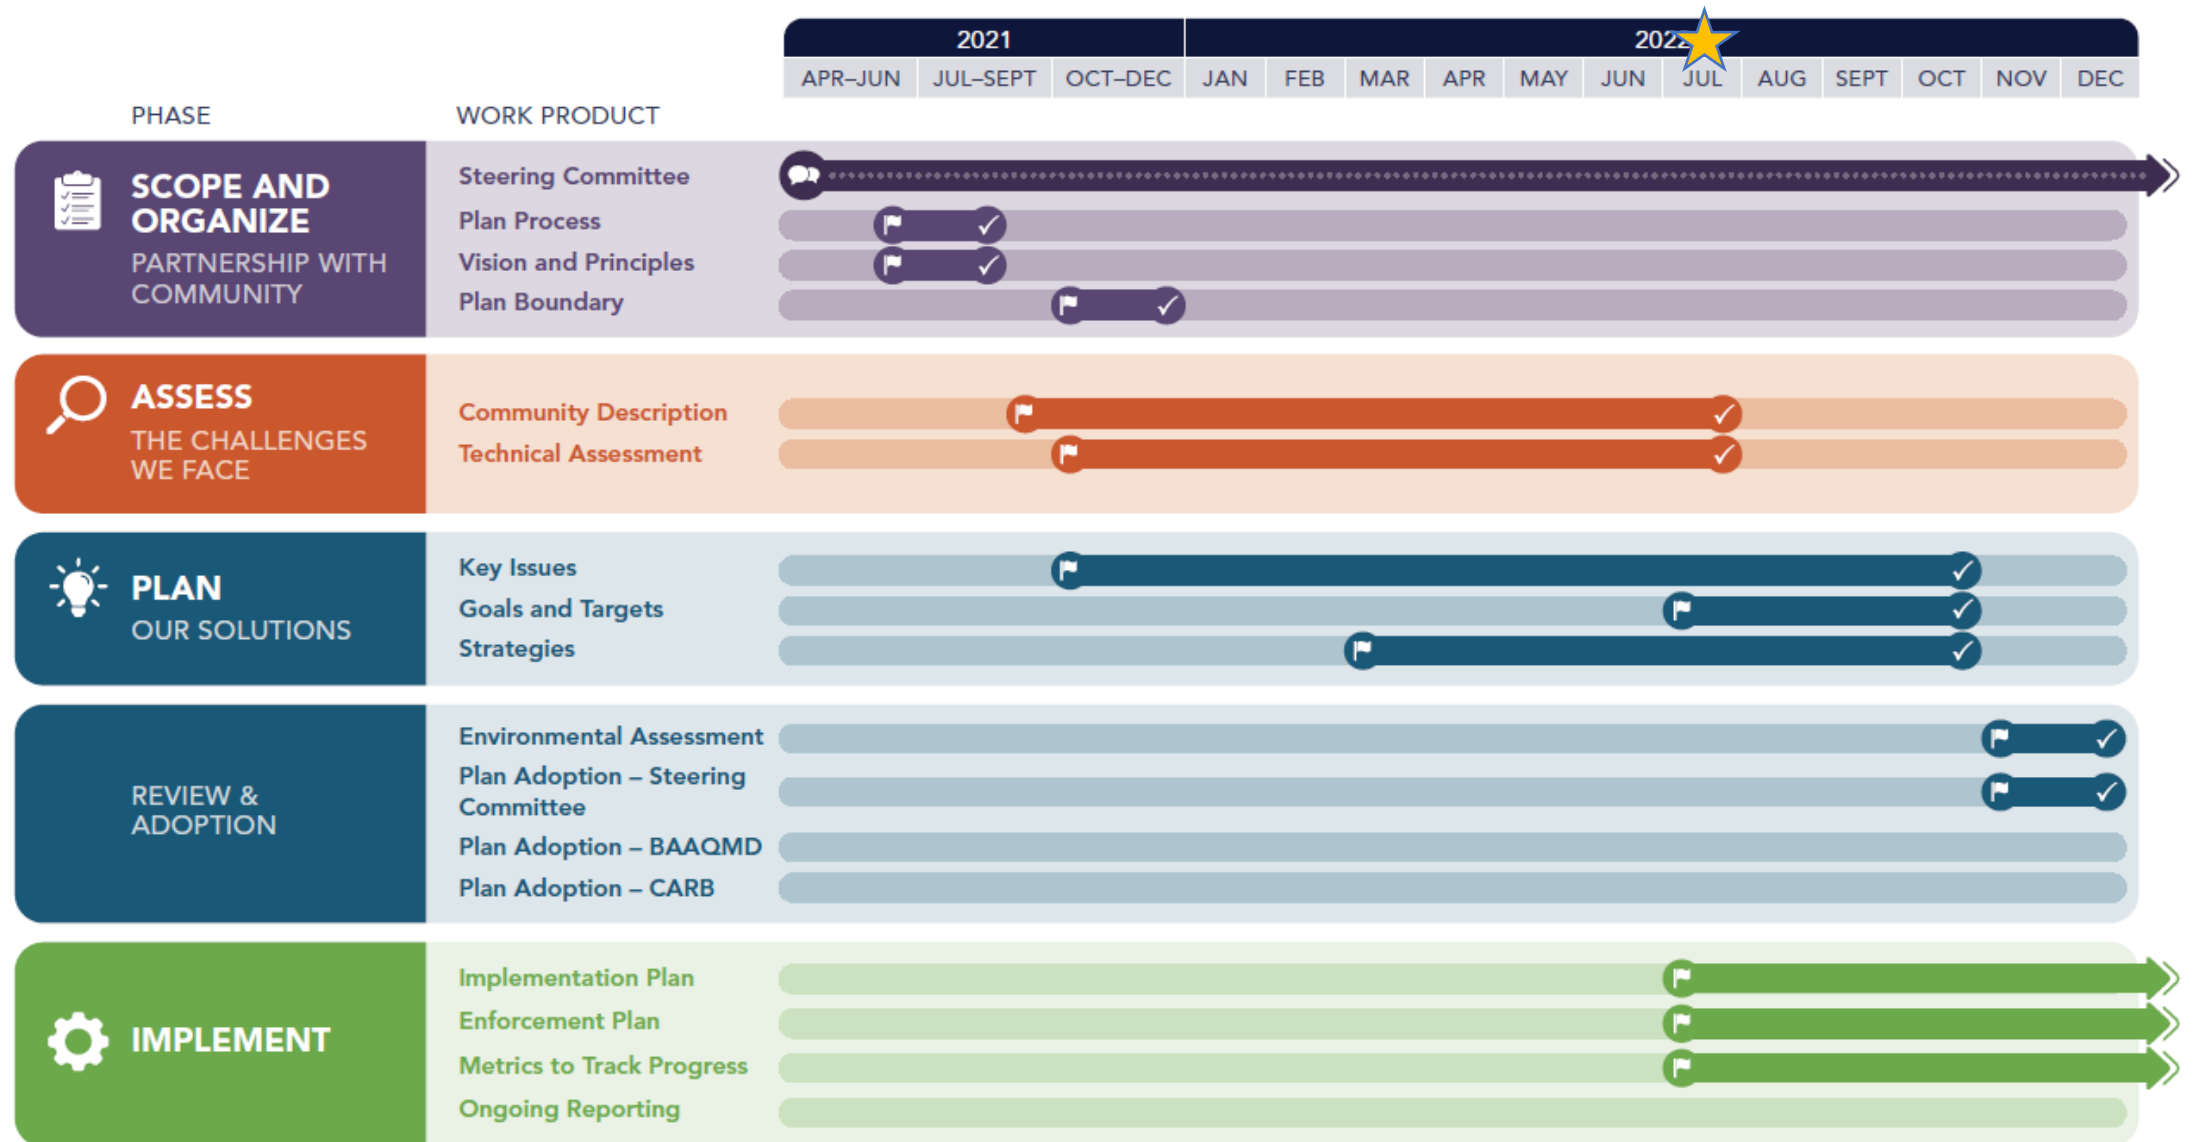 2021
2022
APR–JUN JUL–SEPT OCT–DEC JAN FEB MAR APR MAY JUN JUL AUG SEPT OCT NOV DEC
PHASE
WORK PRODUCT
SCOPE AND
ORGANIZE
PARTNERSHIP WITH
COMMUNITY
Steering Committee
Plan Process
Vision and Principles
Plan Boundary
ASSESS
THE CHALLENGES
WE FACE
Community Description
Technical Assessment
PLAN
OUR SOLUTIONS
Key Issues
Goals and Targets
Strategies
REVIEW &
ADOPTION
Environmental Assessment
Plan Adoption – Steering
Committee
Plan Adoption – BAAQMD
Plan Adoption – CARB
IMPLEMENT
Implementation Plan
Enforcement Plan
Metrics to Track Progress
Ongoing Reporting